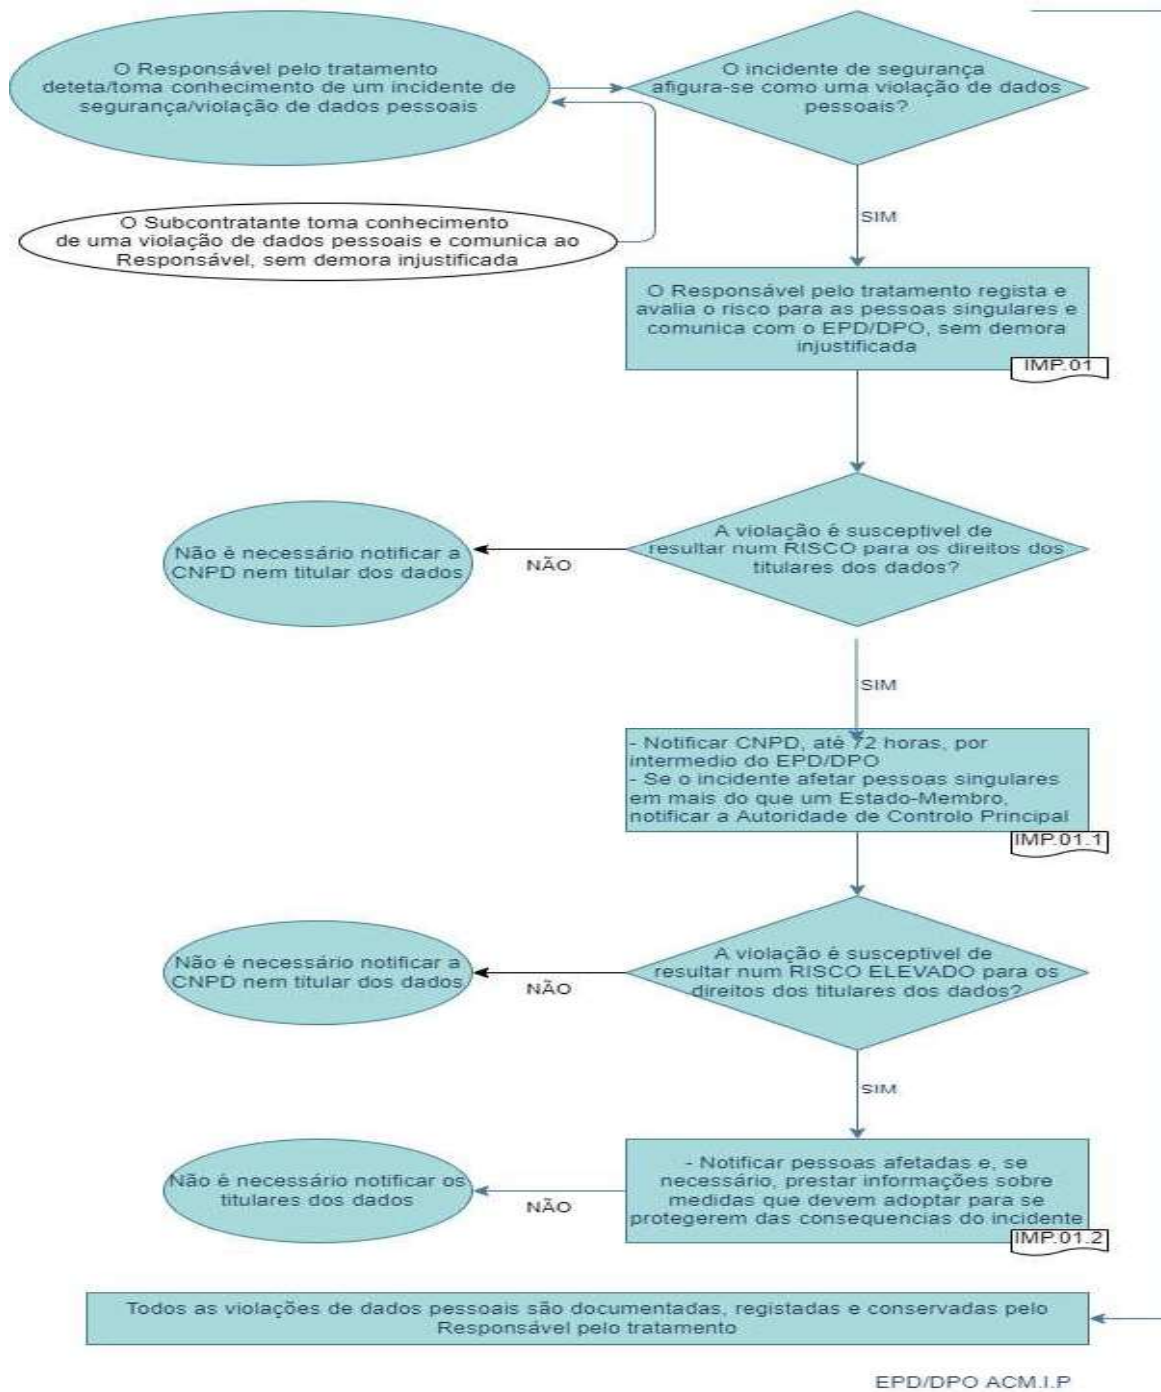 O Responsável pelo tratamento
deteta/toma conhecimento de um incidente de
segurança/violação de dados pessoais
O incidente de segurança
afigura-se como uma violação de dados
pessoais?
O Subcontratante toma conhecimento
de uma violação de dados pessoais e comunica ao
Responsável, sem demora injustificada
SIM
O Responsável pelo tratamento regista e
avalia o risco para as pessoas singulares e
comunica com o EPD/DPO, sem demora
injustificada
IMP.01
A violação é susceptivel de
resultar num RISCO para os direitos dos
titulares dos dados?
NÃO
Não é necessário notificar a
CNPD nem titular dos dados
SIM
- Notificar CNPD, até 72 horas, por
intermedio do EPD/DPO
- Se o incidente afetar pessoas singulares
em mais do que um Estado-Membro,
notificar a Autoridade de Controlo Principal
IMP.01.1
A violação é susceptivel de
resultar num RISCO ELEVADO para os
direitos dos titulares dos dados?
NÃO
Não é necessário notificar a
CNPD nem titular dos dados
SIM
- Notificar pessoas afetadas e, se
necessário, prestar informações sobre
medidas que devem adoptar para se
protegerem das consequencias do incidente
IMP.01.2
NÃO
Não é necessário notificar os
titulares dos dados
Todos as violações de dados pessoais são documentadas, registadas e conservadas pelo
Responsável pelo tratamento
EPD/DPO ACM.I.P